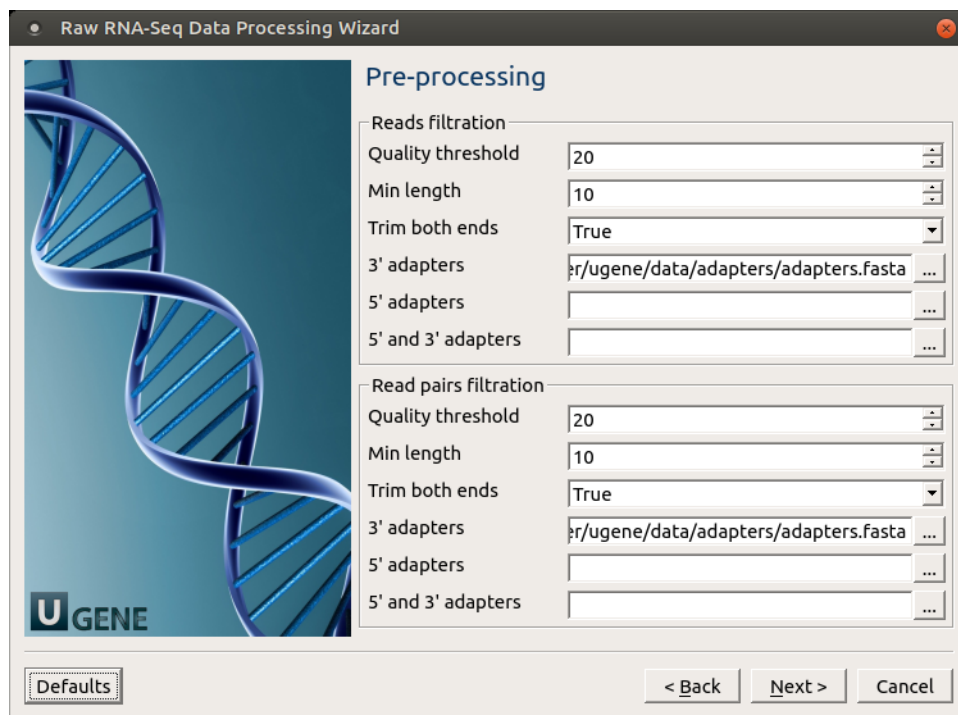 Raw RNA-Seq Data Processing Wizard
Pre-processing
Reads filtration
Quality threshold 20
Min length 10
Trim both ends True
3' adapters er/ugene/data/adapters/adapters.fasta ...
5' adapters ...
5' and 3' adapters ...
Read pairs filtration
Quality threshold 20
Min length 10
Trim both ends True
3' adapters er/ugene/data/adapters/adapters.fasta ...
5' adapters ...
5' and 3' adapters ...
U GENE
Defaults < Back Next > Cancel